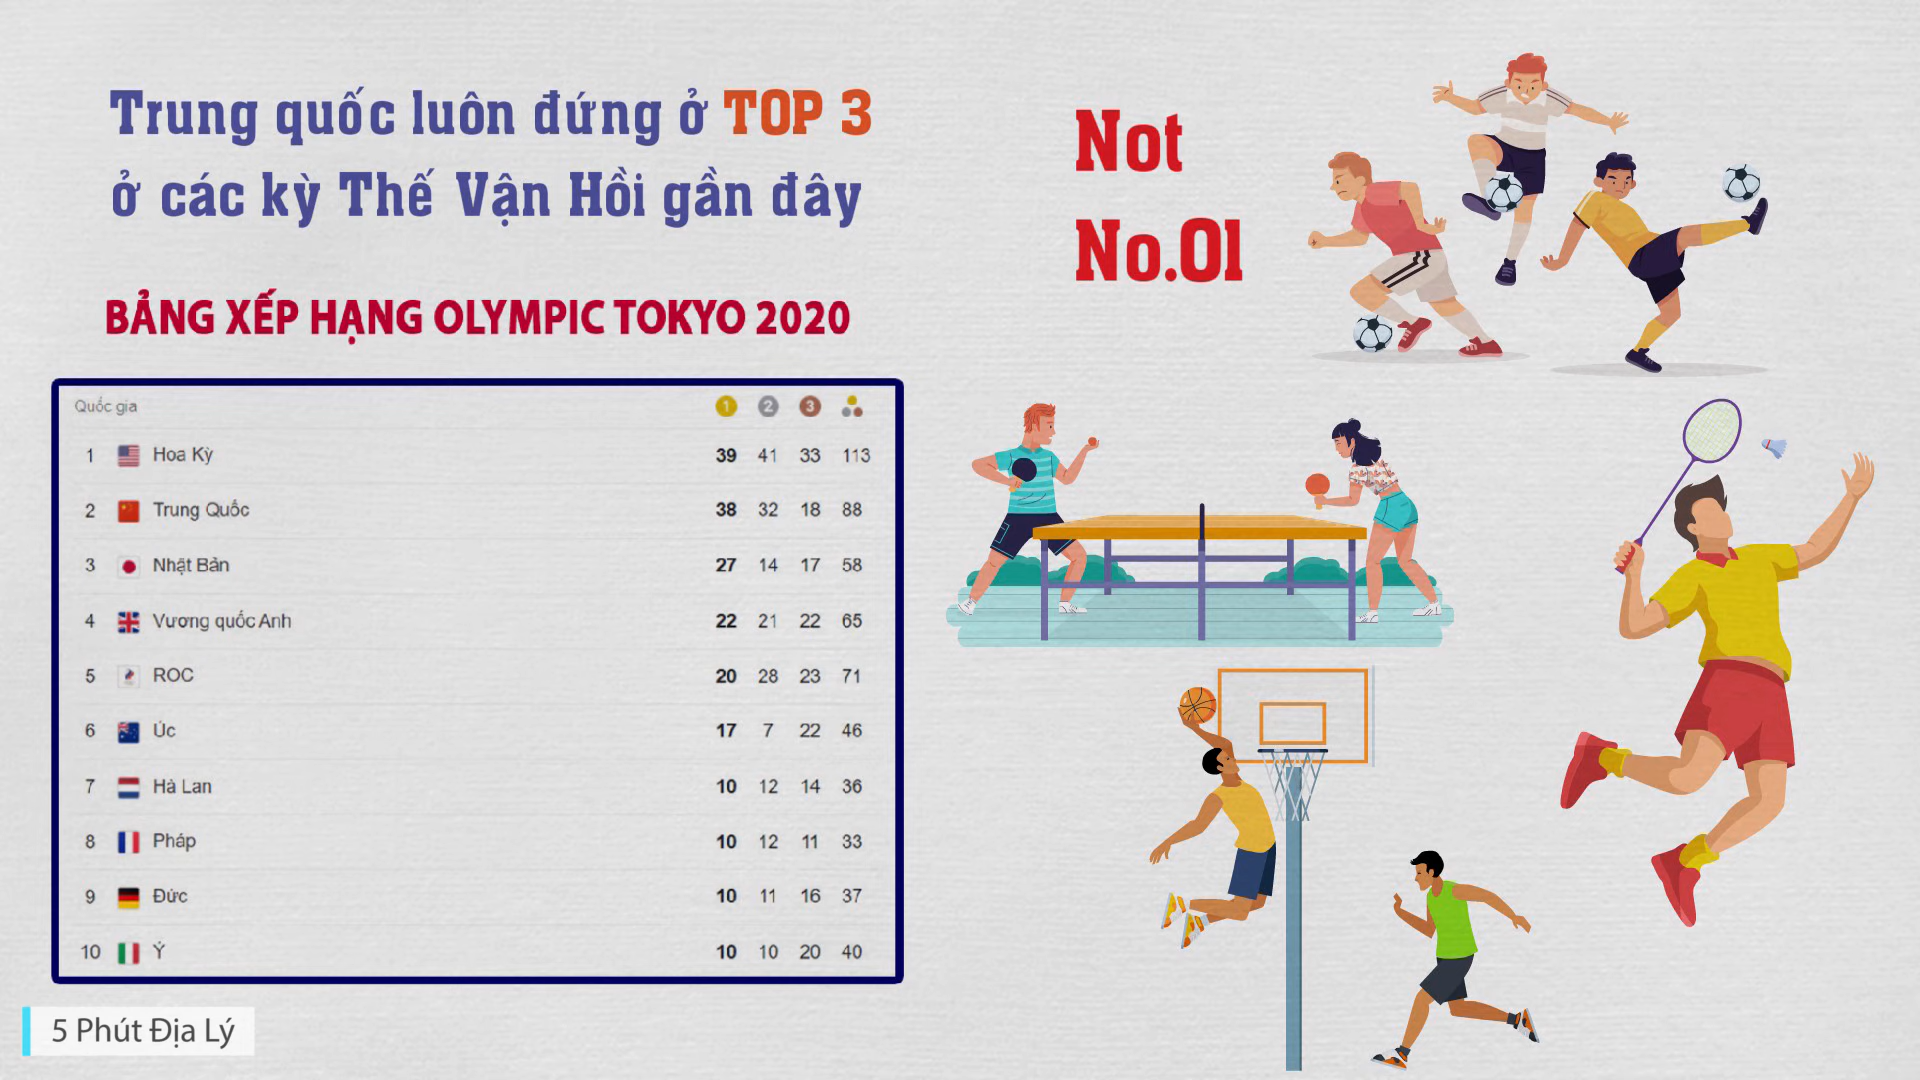 Trung quốc luôn đứng ở TOP 3
ở các kỳ Thế Vận Hồi gần đây
Not
No.01
BẢNG XẾP HẠNG OLYMPIC TOKYO 2020
Quốc gia 1 2 3
1 Hoa Kỳ 39 41 33 113
2 Trung Quốc 38 32 18 88
3 Nhật Bản 27 14 17 58
4 Vương quốc Anh 22 21 22 65
5 ROC 20 28 23 71
6 Úc 17 7 22 46
7 Hà Lan 10 12 14 36
8 Pháp 10 12 11 33
9 Đức 10 11 16 37
10 Ý 10 10 20 40
5 Phút Địa Lý